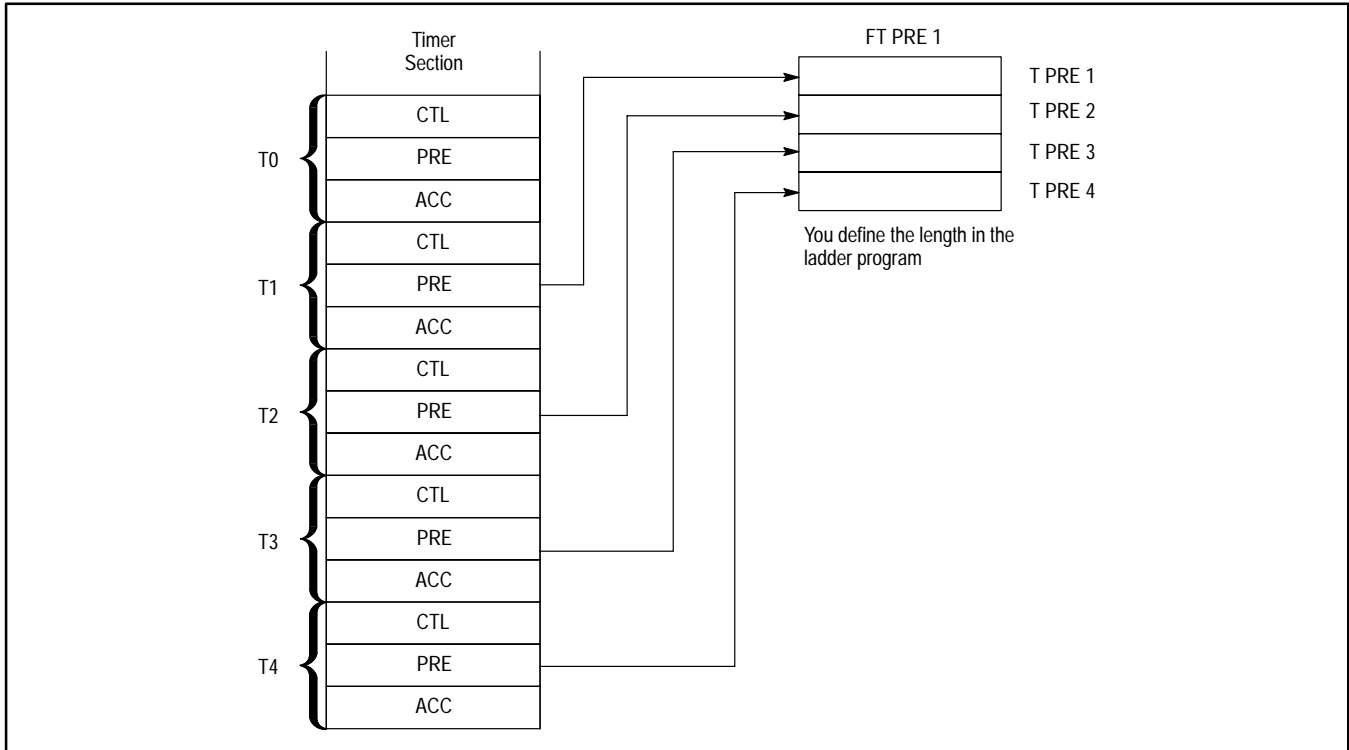 Timer
Section
CTL
PRE
ACC
CTL
PRE
ACC
CTL
PRE
ACC
CTL
PRE
ACC
CTL
PRE
ACC
T0
T1
T2
T3
T4
FT PRE 1
T PRE 1
T PRE 2
T PRE 3
T PRE 4
You define the length in the
ladder program